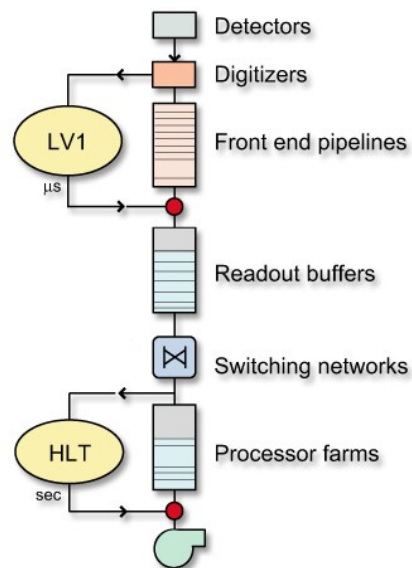 Detectors
Digitizers
LV1
Front end pipelines
µs
Readout buffers
Switching networks
HLT
Processor farms
sec